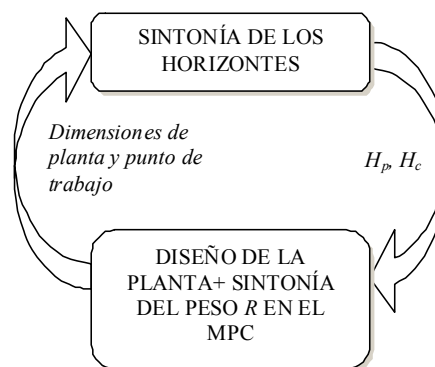 SINTONÍA DE LOS
HORIZONTES
Dimensiones de
planta y punto de
trabajo
Hp, Hc
DISEÑO DE LA
PLANTA+ SINTONÍA
DEL PESO R EN EL
MPC